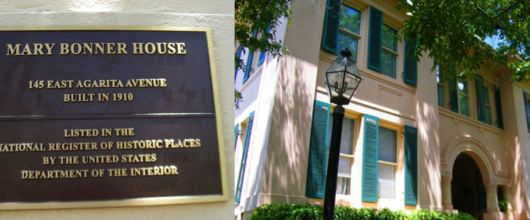 MARY BONNER HOUSE
145 EAST AGARITA AVENUE
BUILT IN 1910
LISTED IN THE
NATIONAL REGISTER OF HISTORIC PLACES
BY THE UNITED STATES
DEPARTMENT OF THE INTERIOR